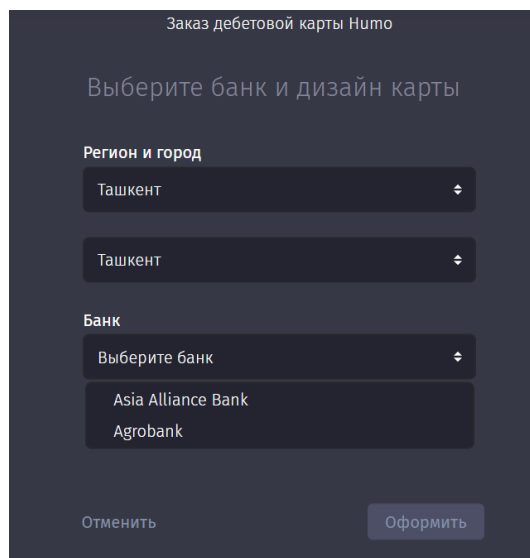 Заказ дебетовой карты Humo
Выберите банк и дизайн карты
Регион и город
Ташкент
Ташкент
Банк
Выберите банк
Asia Alliance Bank
Agrobank
Отменить
Оформить